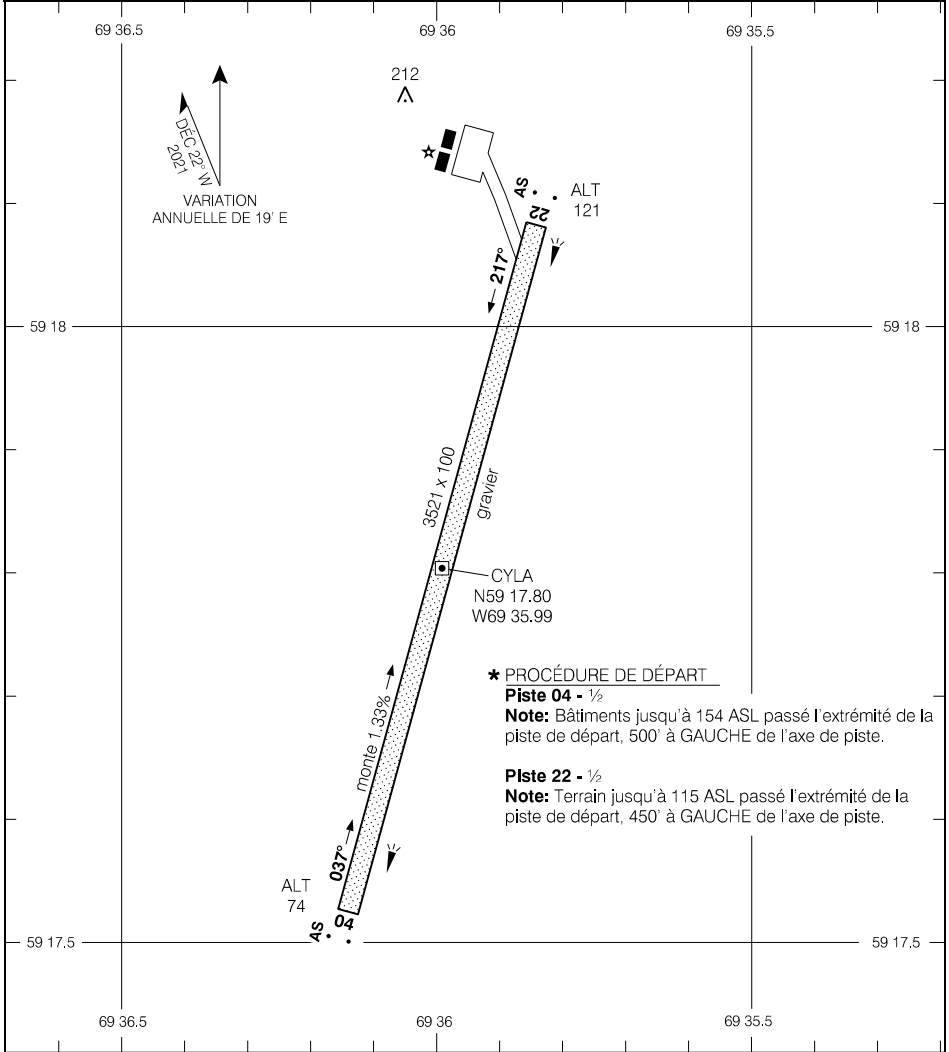 69 36.5
69 36
69 35.5
212
DÉC 22° W
2021
VARIATION
ANNUELLE DE 19' E
AS
ALT
121
22
217°
59 18
59 18
3521 x 100
gravier
CYLA
N59 17.80
W69 35.99
* PROCÉDURE DE DÉPART
Piste 04 - ½
Note: Bâtiments jusqu'à 154 ASL passé l'extrémité de la
piste de départ, 500' à GAUCHE de l'axe de piste.
Piste 22 - ½
Note: Terrain jusqu'à 115 ASL passé l'extrémité de la
piste de départ, 450' à GAUCHE de l'axe de piste.
monte 1.33%
037°
ALT
74
04
AS
59 17.5
59 17.5
69 36.5
69 36
69 35.5